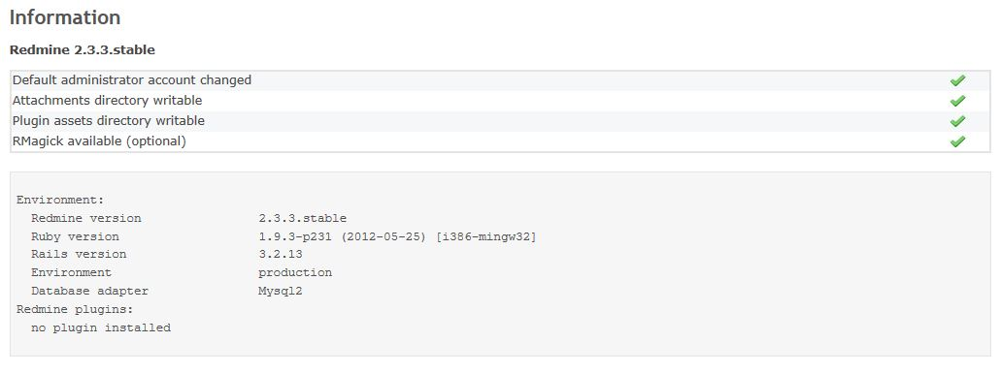 Information
Redmine 2.3.3.stable
Default administrator account changed
Attachments directory writable
Plugin assets directory writable
RMagick available (optional)
Environment:
Redmine version 2.3.3.stable
Ruby version 1.9.3-p231 (2012-05-25) [i386-mingw32]
Rails version 3.2.13
Environment production
Database adapter Mysql2
Redmine plugins:
no plugin installed